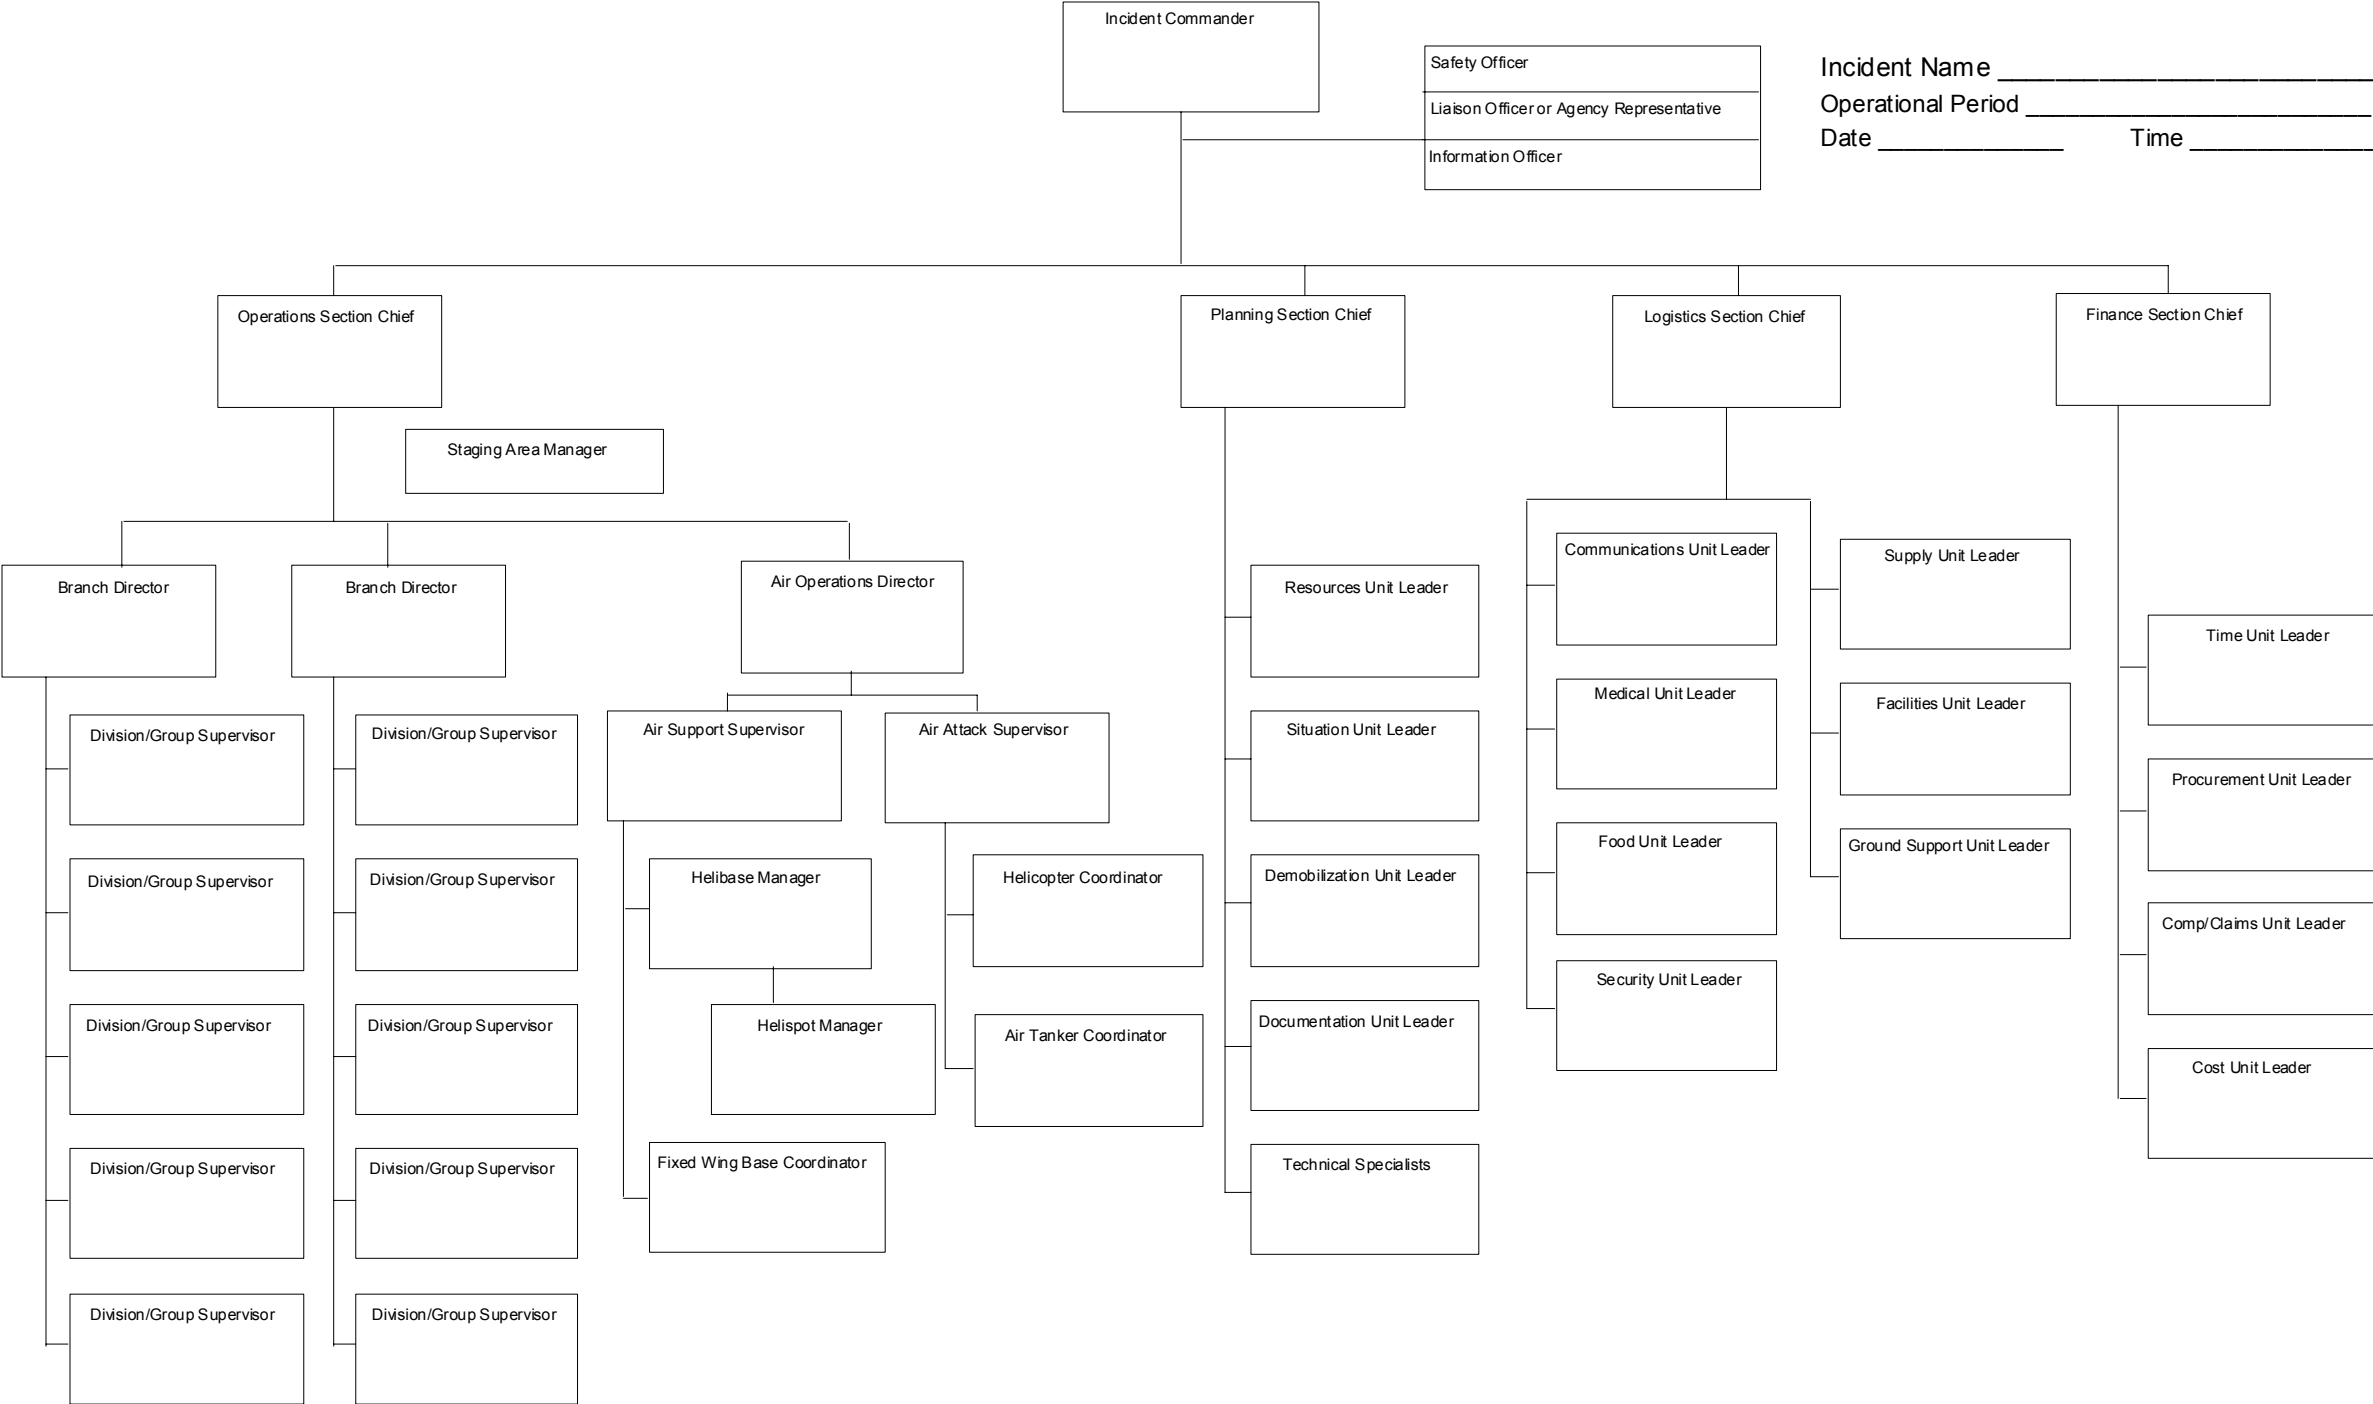 Incident Commander
Safety Officer
Liaison Officer or Agency Representative
Information Officer
Incident Name ___________________________
Operational Period __________________________
Date ______________ Time ______________
Operations Section Chief
Planning Section Chief
Logistics Section Chief
Finance Section Chief
Staging Area Manager
Branch Director
Branch Director
Air Operations Director
Division/Group Supervisor
Division/Group Supervisor
Division/Group Supervisor
Division/Group Supervisor
Division/Group Supervisor
Division/Group Supervisor
Division/Group Supervisor
Division/Group Supervisor
Division/Group Supervisor
Division/Group Supervisor
Air Support Supervisor
Air Attack Supervisor
Helibase Manager
Helispot Manager
Fixed Wing Base Coordinator
Helicopter Coordinator
Air Tanker Coordinator
Resources Unit Leader
Situation Unit Leader
Demobilization Unit Leader
Documentation Unit Leader
Technical Specialists
Communications Unit Leader
Medical Unit Leader
Food Unit Leader
Security Unit Leader
Supply Unit Leader
Facilities Unit Leader
Ground Support Unit Leader
Time Unit Leader
Procurement Unit Leader
Comp/Claims Unit Leader
Cost Unit Leader